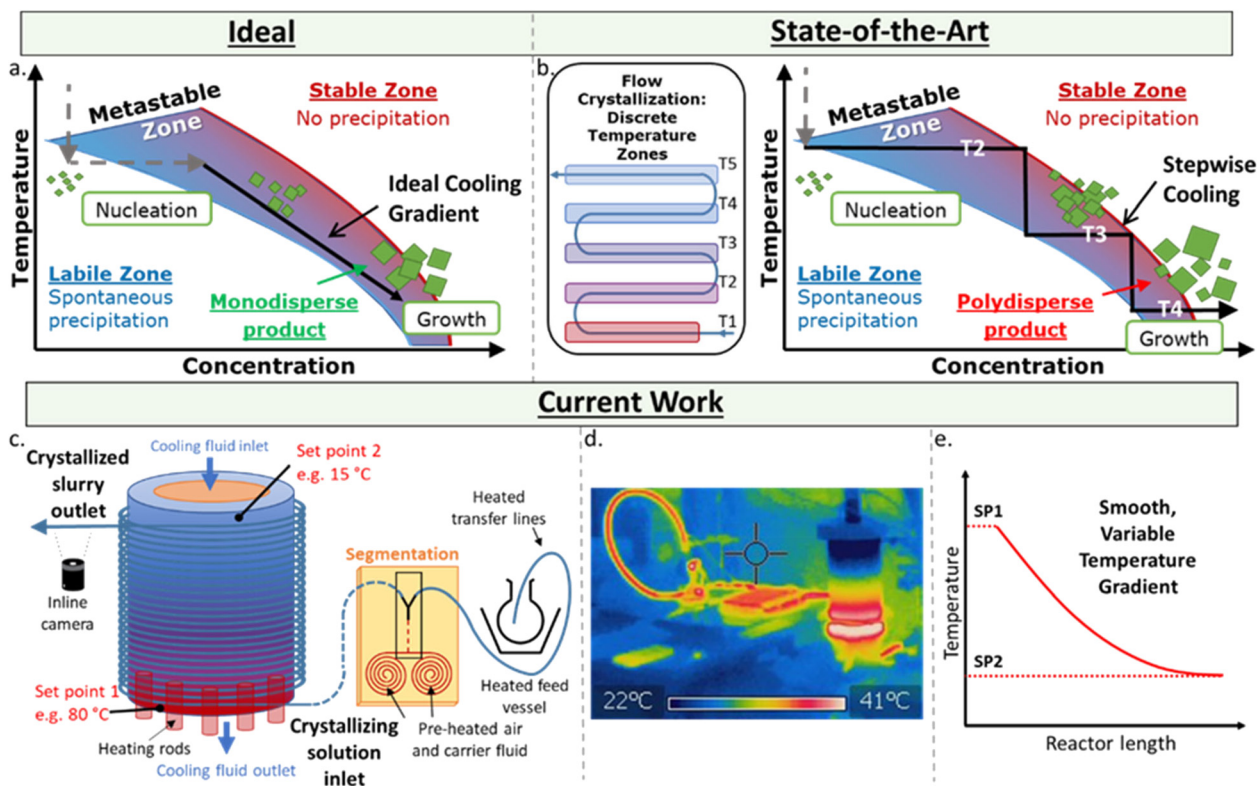 Ideal
State-of-the-Art
a.
Metastable
Zone
Stable Zone
No precipitation
Nucleation
Ideal Cooling
Gradient
Labile Zone
Spontaneous
precipitation
Monodisperse
product
Growth
Temperature
Concentration
b.
Flow
Crystallization:
Discrete
Temperature
Zones
T5
T4
T3
T2
T1
Metastable
Zone
Stable Zone
No precipitation
T2
Stepwise
Cooling
Nucleation
T3
Labile Zone
Spontaneous
precipitation
Polydisperse
product
T4
Growth
Temperature
Concentration
Current Work
c.
Cooling fluid inlet
Crystallized
slurry
outlet
Set point 2
e.g. 15 °C
Heated
transfer lines
Segmentation
Inline
camera
Set point 1
e.g. 80 °C
Heated feed
vessel
Heating rods
Crystallizing
solution
inlet
Pre-heated air
and carrier fluid
Cooling fluid outlet
d.
22ºC
41ºC
e.
SP1
Smooth,
Variable
Temperature
Gradient
SP2
Temperature
Reactor length